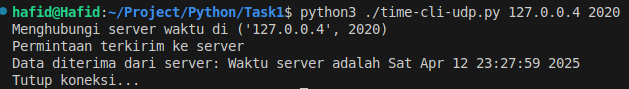 hafid@Hafid:~/Project/Python/Task1$ python3 ./time-cli-udp.py 127.0.0.4 2020
Menghubungi server waktu di ('127.0.0.4', 2020)
Permintaan terkirim ke server
Data diterima dari server: Waktu server adalah Sat Apr 12 23:27:59 2025
Tutup koneksi...